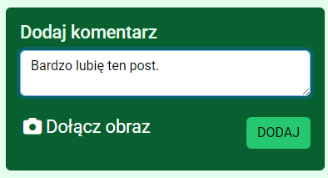 Dodaj komentarz
Bardzo lubię ten post.
Dołącz obraz
DODAJ